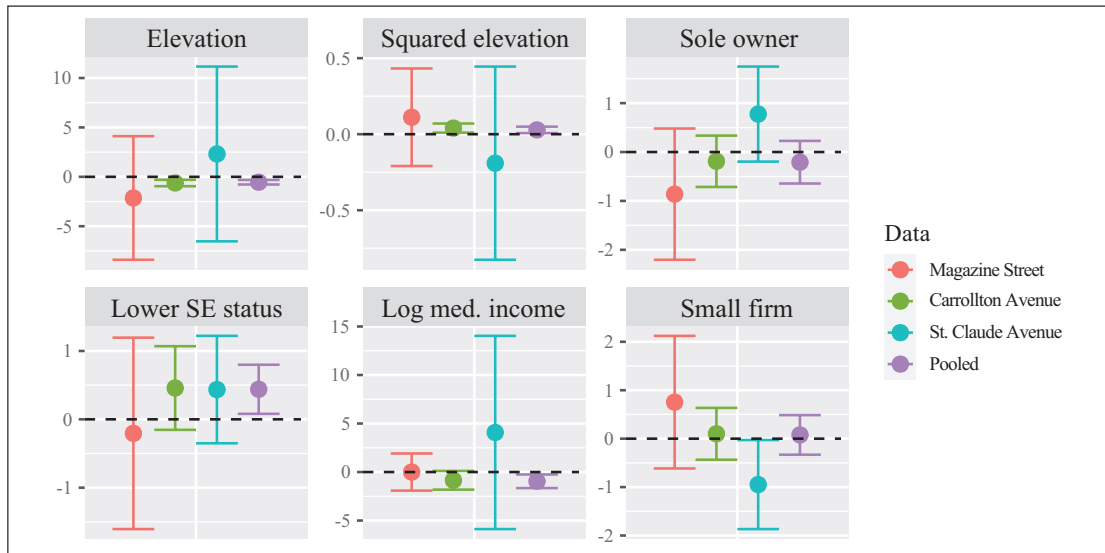 Elevation
Squared elevation
Sole owner
10
5
0
-5
0.5
0.0
-0.5
1
0
-1
-2
Lower SE status
Log med. income
Small firm
1
0
-1
15
10
5
0
-5
2
1
0
-1
-2
Data
Magazine Street
Carrollton Avenue
St. Claude Avenue
Pooled